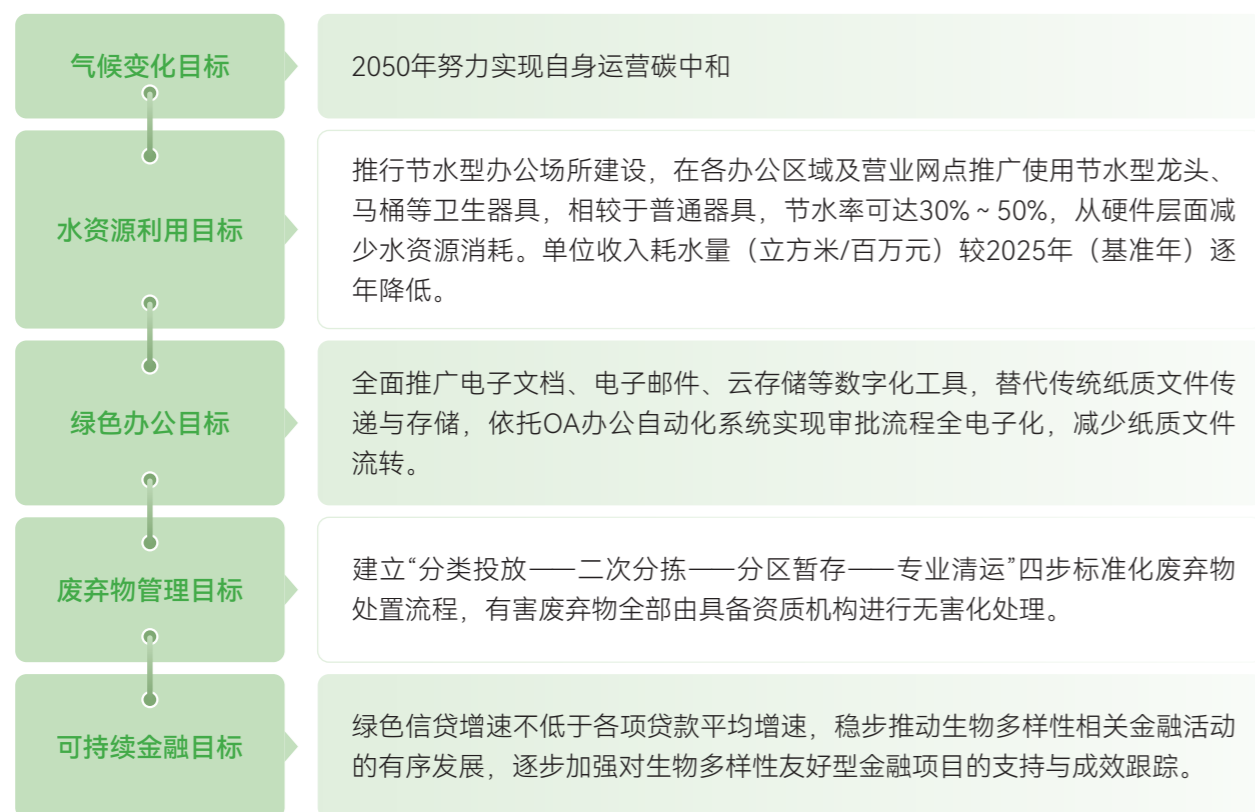 气候变化目标
2050年努力实现自身运营碳中和
水资源利用目标
推行节水型办公场所建设，在各办公区域及营业网点推广使用节水型龙头、
马桶等卫生器具，相较于普通器具，节水率可达30%~50%，从硬件层面减
少水资源消耗。单位收入耗水量（立方米/百万元）较2025年（基准年）逐
年降低。
绿色办公目标
全面推广电子文档、电子邮件、云存储等数字化工具，替代传统纸质文件传
递与存储，依托OA办公自动化系统实现审批流程全电子化，减少纸质文件
流转。
废弃物管理目标
建立“分类投放——二次分拣——分区暂存——专业清运”四步标准化废弃物
处置流程，有害废弃物全部由具备资质机构进行无害化处理。
可持续金融目标
绿色信贷增速不低于各项贷款平均增速，稳步推动生物多样性相关金融活动
的有序发展，逐步加强对生物多样性友好型金融项目的支持与成效跟踪。